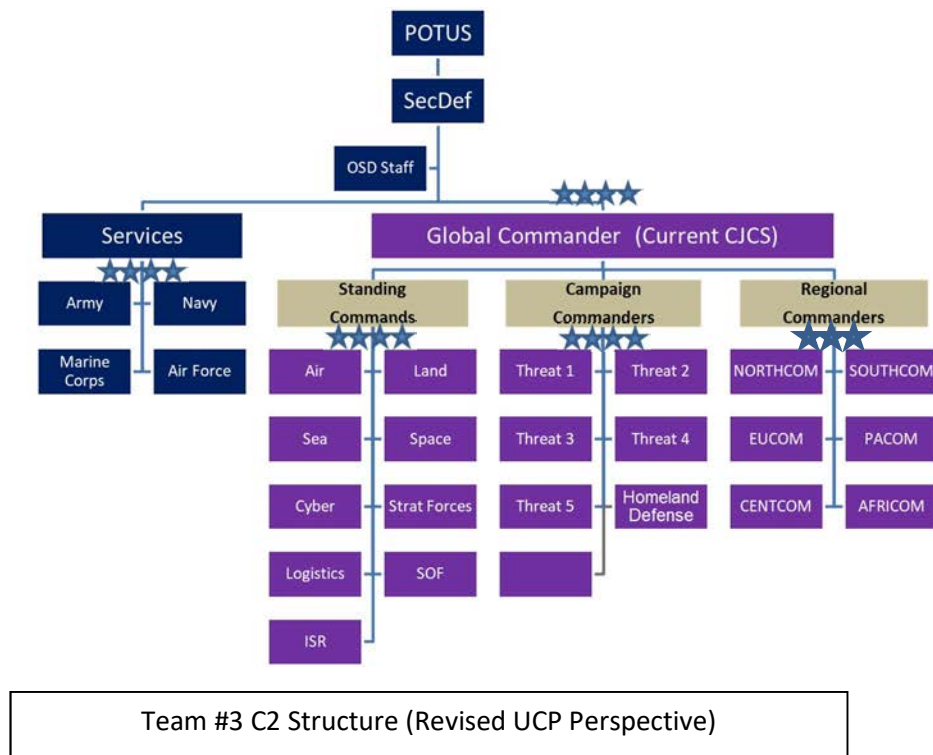 POTUS
SecDef
OSD Staff
Services
Global Commander (Current CJCS)
Army
Navy
Marine
Corps
Air Force
Standing
Commands
Campaign
Commanders
Regional
Commanders
Air
Land
Sea
Space
Cyber
Strat Forces
Logistics
SOF
ISR
Threat 1
Threat 2
Threat 3
Threat 4
Threat 5
Homeland
Defense
NORTHCOM
SOUTHCOM
EUCOM
PACOM
CENTCOM
AFRICOM
Team #3 C2 Structure (Revised UCP Perspective)